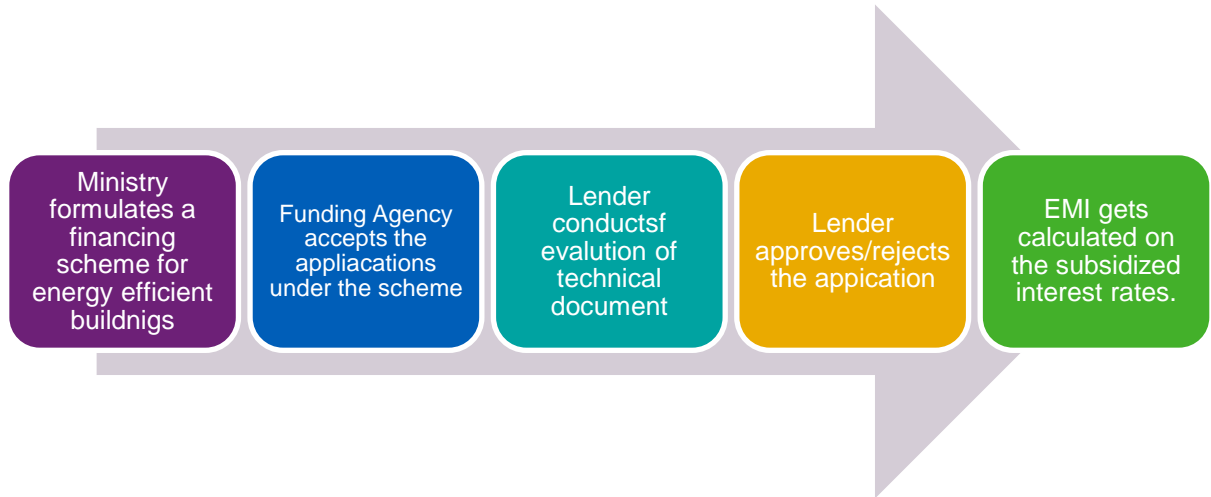 Ministry
formulates a
financing
scheme for
energy efficient
buildnigs
Funding Agency
accepts the
appliacations
under the scheme
Lender
conductsf
evalution of
technical
document
Lender
approves/rejects
the appication
EMI gets
calculated on
the subsidized
interest rates.